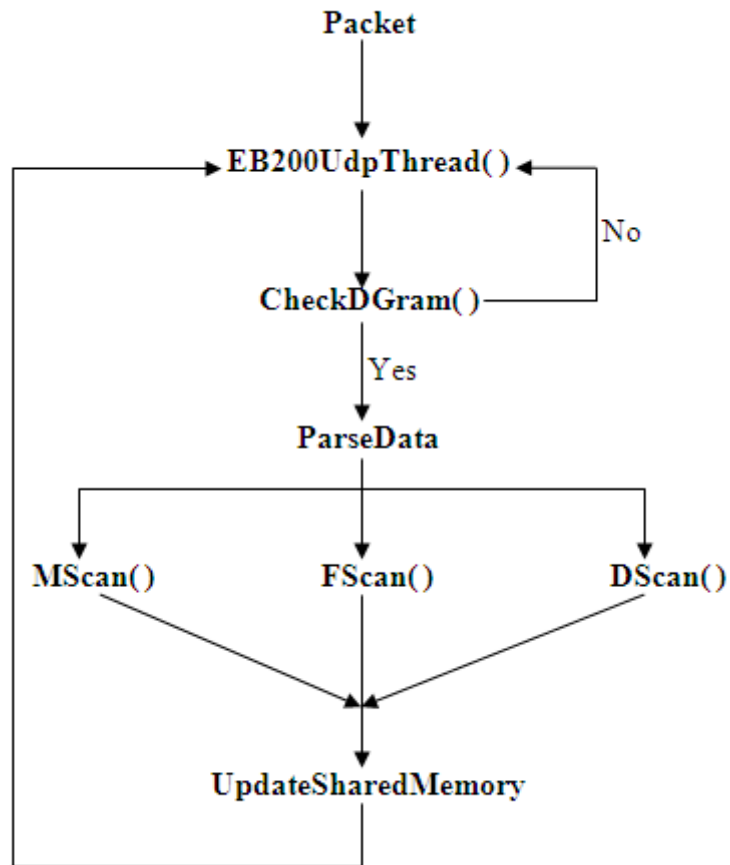 Packet
EB200UdpThread( )
No
CheckDGram( )
Yes
ParseData
MScan( )
FScan( )
DScan( )
UpdateSharedMemory